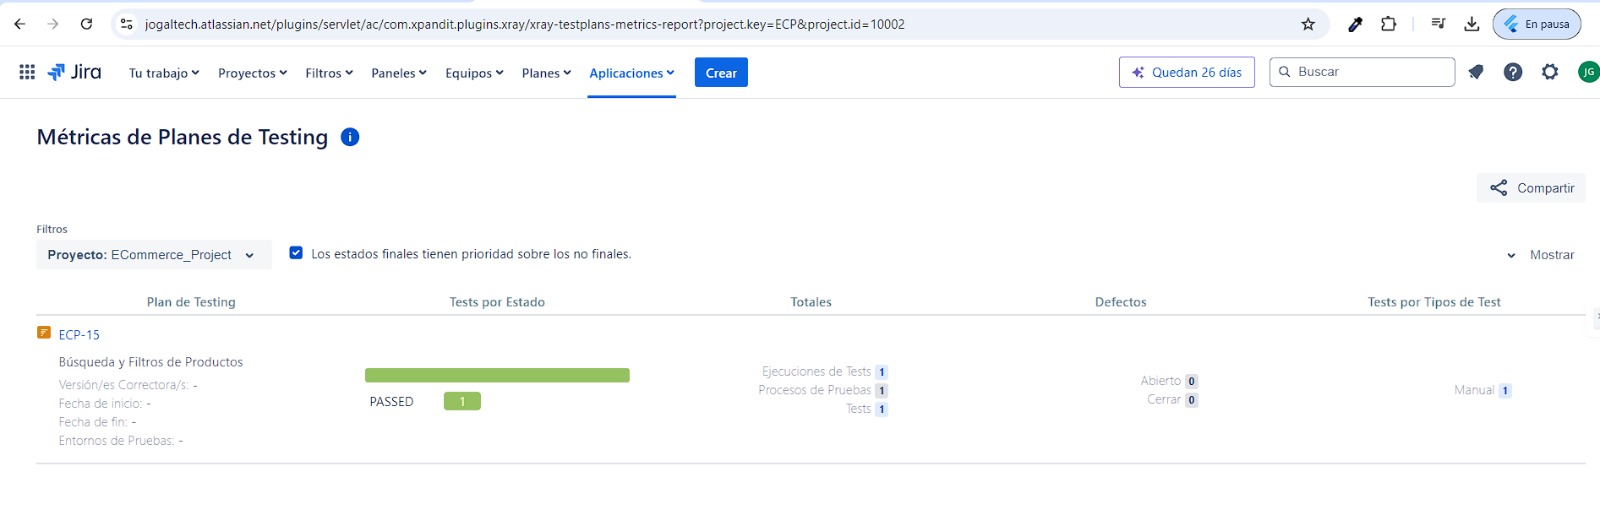 jogaltech.atlassian.net/plugins/servlet/ac/com.xpandit.plugins.xray/xray-testplans-metrics-report?project.key=ECP&project.id=10002
En pausa
Jira Tu trabajo Proyectos Filtros Paneles Equipos Planes Aplicaciones Crear Quedan 26 días Buscar JG
Métricas de Planes de Testing
Compartir
Filtros
Proyecto: ECommerce_Project Los estados finales tienen prioridad sobre los no finales. Mostrar
Plan de Testing Tests por Estado Totales Defectos Tests por Tipos de Test
ECP-15
Búsqueda y Filtros de Productos
Versión/es Correctora/s: -
Fecha de inicio: -
Fecha de fin: -
Entornos de Pruebas: -
PASSED 1
Ejecuciones de Tests 1
Procesos de Pruebas 1
Tests 1
Abierto 0
Cerrar 0
Manual 1